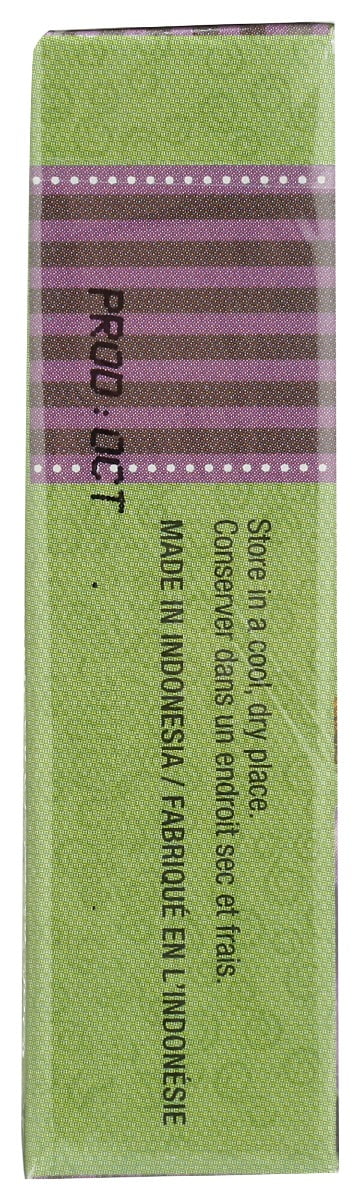 Store in a cool, dry place.
Conserver dans un endroit sec et frais.
MADE IN INDONESIA / FABRIQUÉ EN L'INDONÉSIE
PROD : OCT